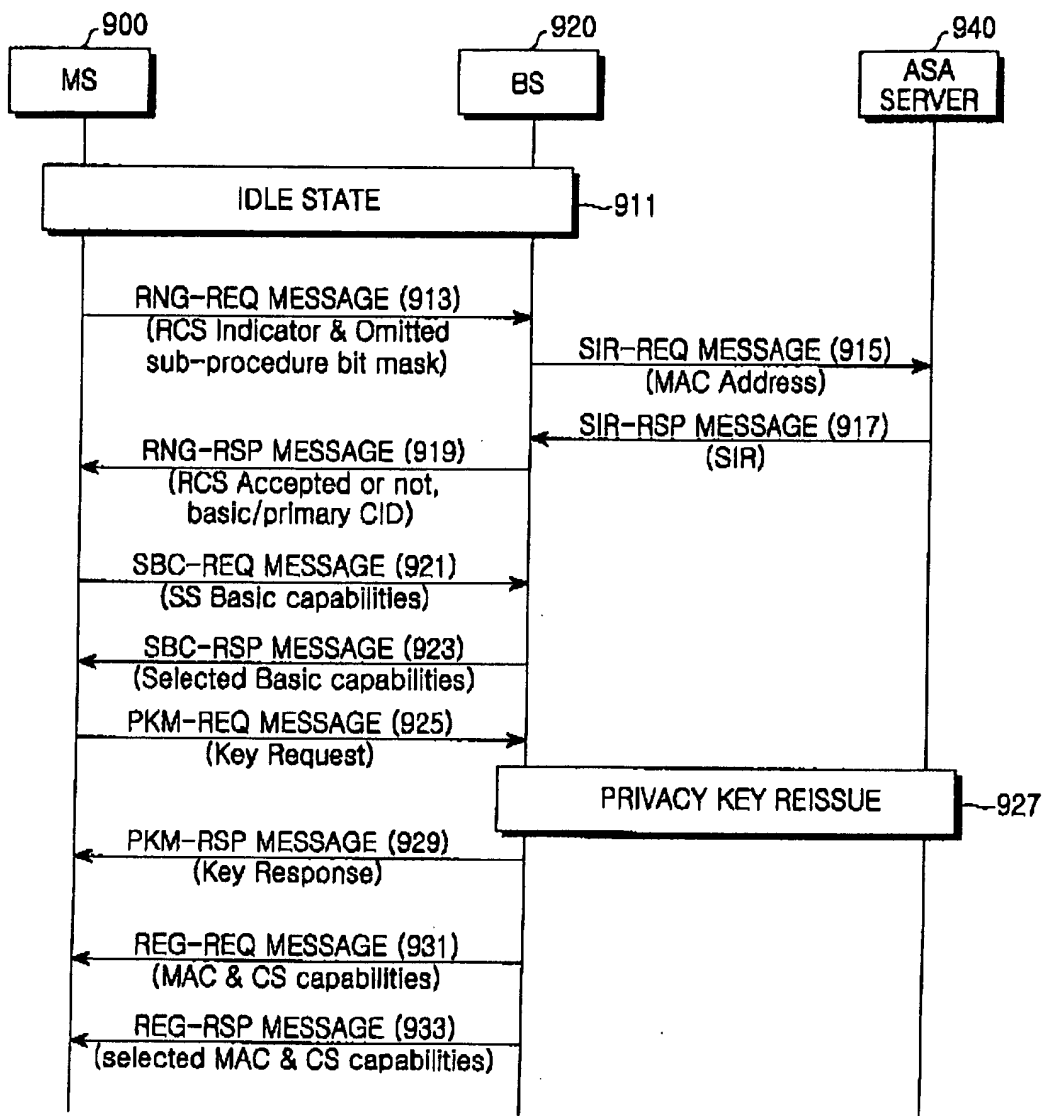 900
920
940
MS
BS
ASA
SERVER
IDLE STATE
911
RNG-REQ MESSAGE (913)
(RCS Indicator & Omitted
sub-procedure bit mask)
SIR-REQ MESSAGE (915)
(MAC Address)
SIR-RSP MESSAGE (917)
(SIR)
RNG-RSP MESSAGE (919)
(RCS Accepted or not,
basic/primary CID)
SBC-REQ MESSAGE (921)
(SS Basic capabilities)
SBC-RSP MESSAGE (923)
(Selected Basic capabilities)
PKM-REQ MESSAGE (925)
(Key Request)
PRIVACY KEY REISSUE
927
PKM-RSP MESSAGE (929)
(Key Response)
REG-REQ MESSAGE (931)
(MAC & CS capabilities)
REG-RSP MESSAGE (933)
(selected MAC & CS capabilities)